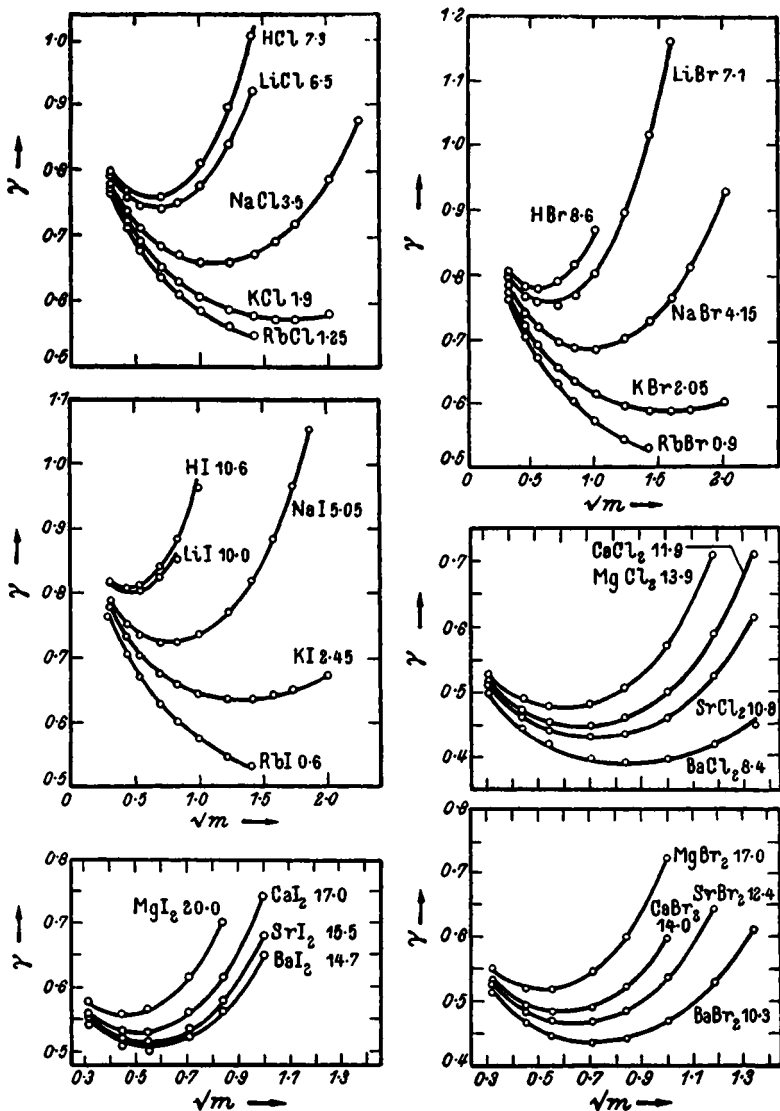 1.0
0.9
0.8
0.7
0.6
0.5
γ
HCl 7.3
LiCl 6.5
NaCl 3.5
KCl 1.9
RbCl 1.25
1.2
1.1
1.0
0.9
0.8
0.7
0.6
0.5
γ
LiBr 7.1
HBr 8.6
NaBr 4.15
KBr 2.05
RbBr 0.9
0 0.5 1.0 1.5 2.0
√m
1.1
1.0
0.9
0.8
0.7
0.6
0.5
γ
HI 10.6
NaI 5.05
LiI 10.0
KI 2.45
RbI 0.6
0 0.5 1.0 1.5 2.0
√m
0.7
0.6
0.5
0.4
γ
CaCl2 11.9
MgCl2 13.9
SrCl2 10.8
BaCl2 8.4
0.8
0.7
0.6
0.5
γ
MgI2 20.0
CaI2 17.0
SrI2 15.5
BaI2 14.7
0.3 0.5 0.7 0.9 1.1 1.3
√m
0.8
0.7
0.6
0.5
0.4
γ
MgBr2 17.0
SrBr2 12.4
CaBr2
14.0
BaBr2 10.3
0.3 0.5 0.7 0.9 1.1 1.3
√m